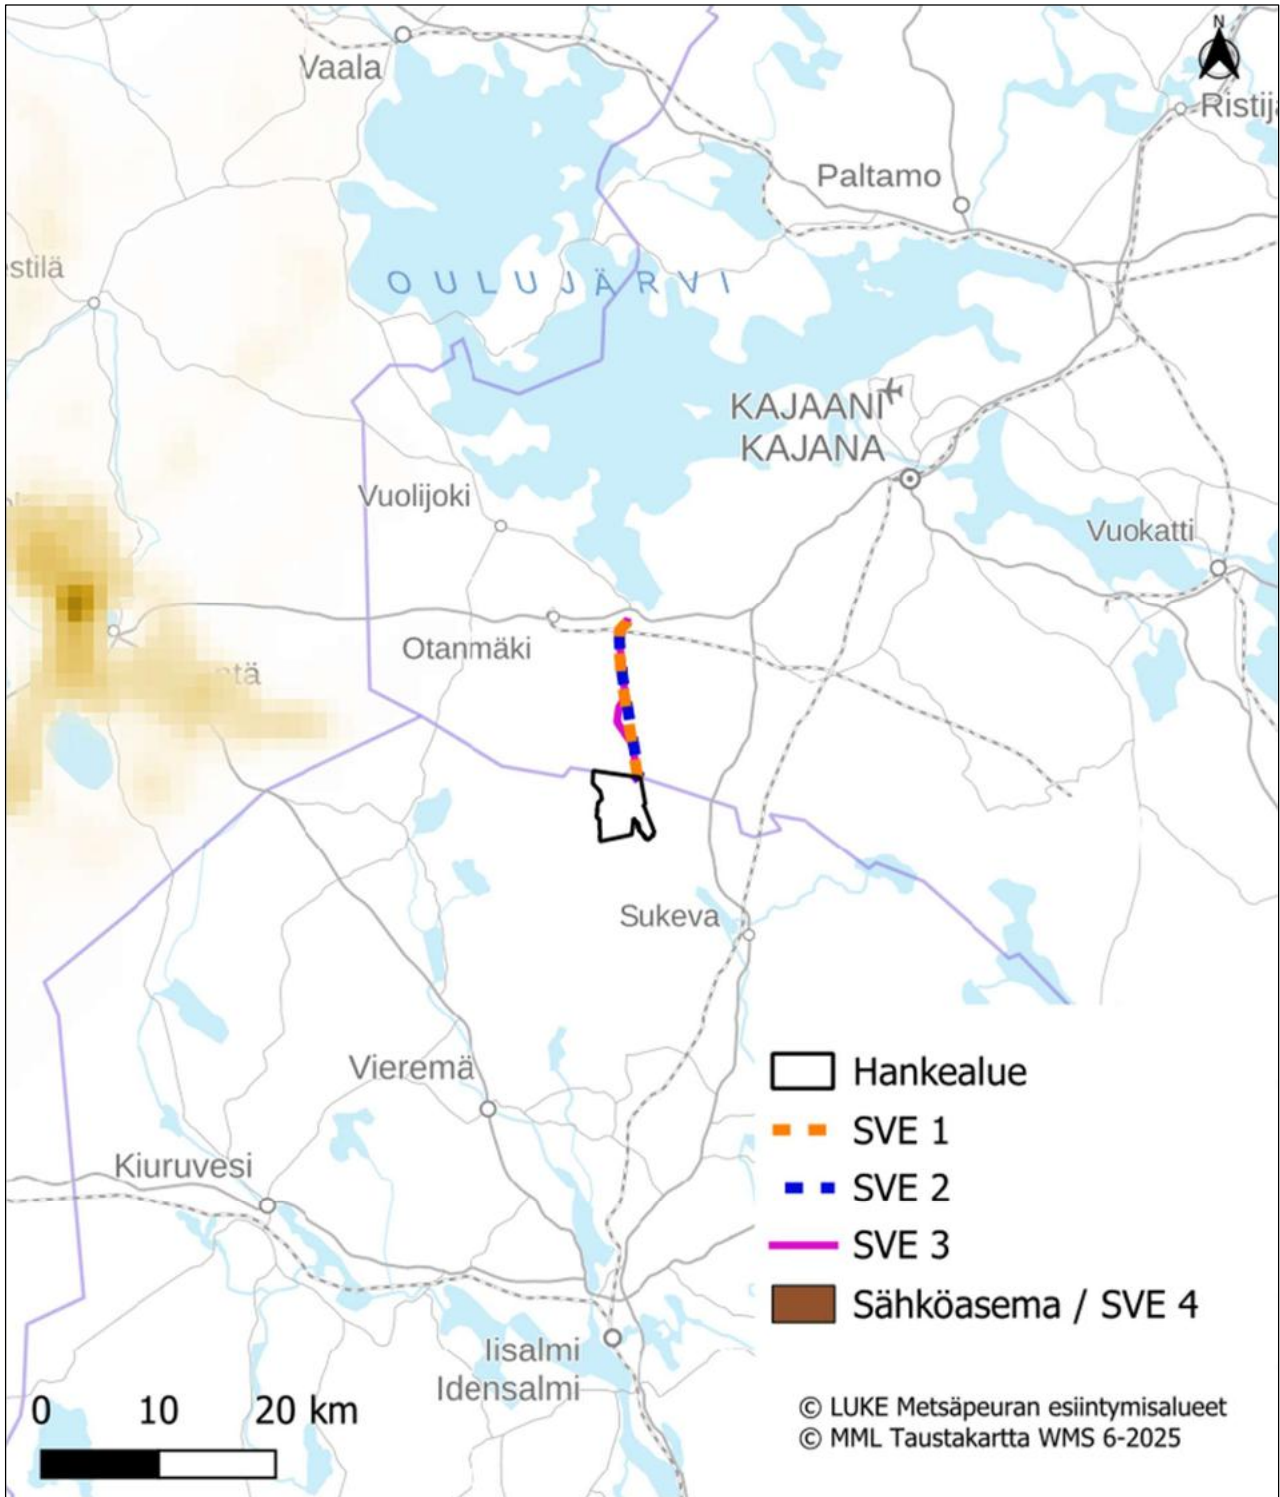 N
Vaala
Ristij
Paltamo
stilä
OULUJÄRVI
KAJAANI
KAJANA
Vuolijoki
Vuokatti
Otanmäki
ntä
Sukeva
Hankealue
Vieremä
SVE 1
Kiuruvesi
SVE 2
SVE 3
Sähköasema / SVE 4
Iisalmi
Idensalmi
0 10 20 km
© LUKE Metsäpeuran esiintymisalueet
© MML Taustakartta WMS 6-2025